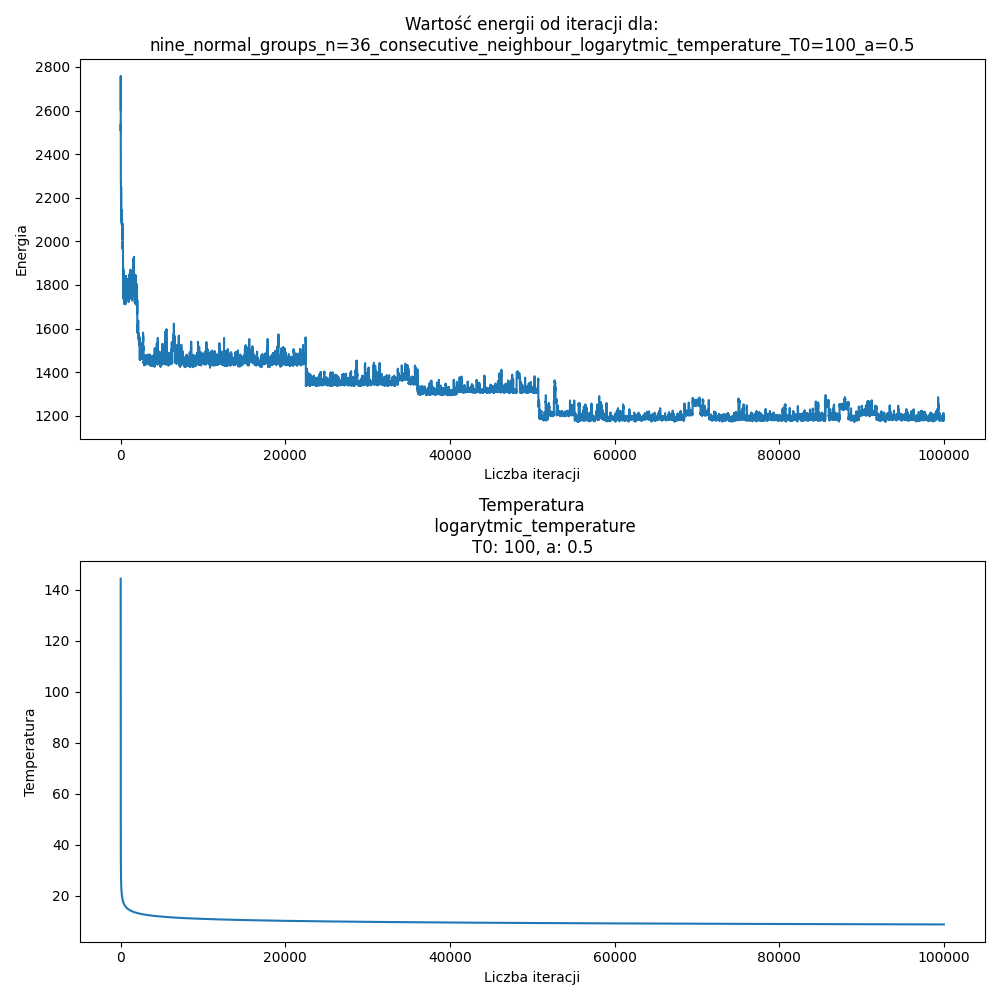 Wartość energii od iteracji dla:
nine_normal_groups_n=36_consecutive_neighbour_logarytmic_temperature_T0=100_a=0.5
2800
2600
2400
2200
2000
1800
1600
1400
1200
Energia
0 20000 40000 60000 80000 100000
Liczba iteracji
Temperatura
logarytmic_temperature
T0: 100, a: 0.5
140
120
100
80
60
40
20
Temperatura
0 20000 40000 60000 80000 100000
Liczba iteracji